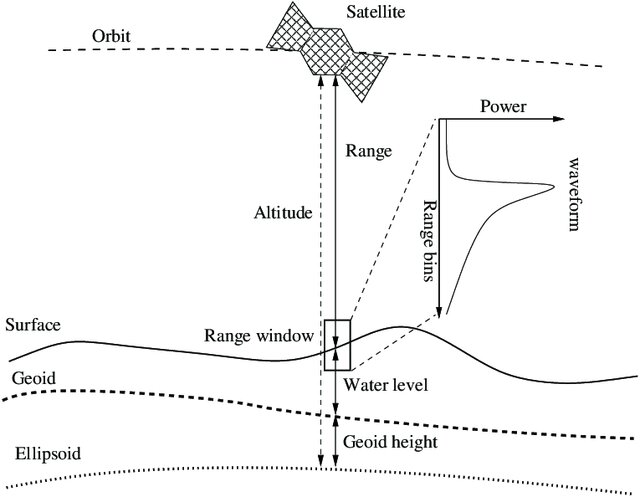 Satellite
Orbit
Power
Range
waveform
Altitude
Range bins
Surface
Range window
Geoid
Water level
Geoid height
Ellipsoid